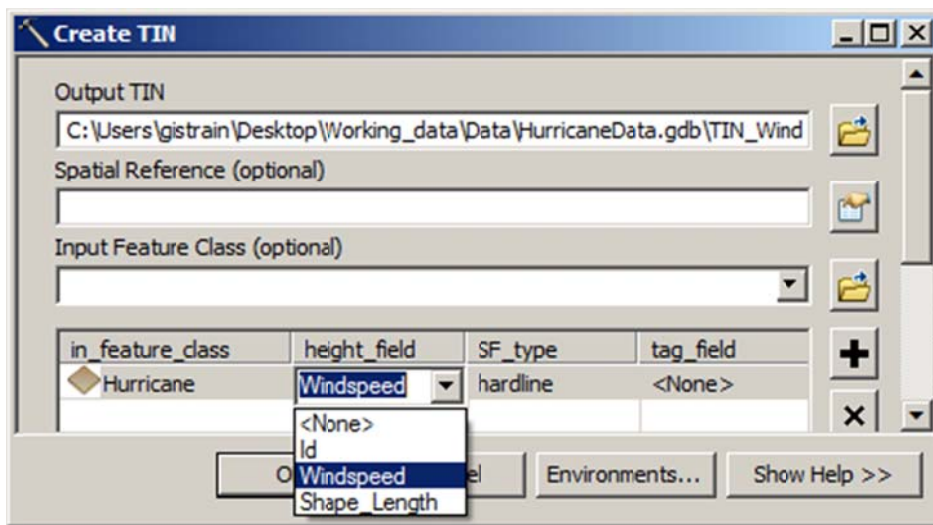 Create TIN
Output TIN
C:\Users\gistrain\Desktop\Working_data\Data\HurricaneData.gdb\TIN_Wind
Spatial Reference (optional)
Input Feature Class (optional)
in_feature_class height_field SF_type tag_field
Hurricane Windspeed hardline <None>
<None>
Id
Windspeed
Shape_Length
Environments...
Show Help >>